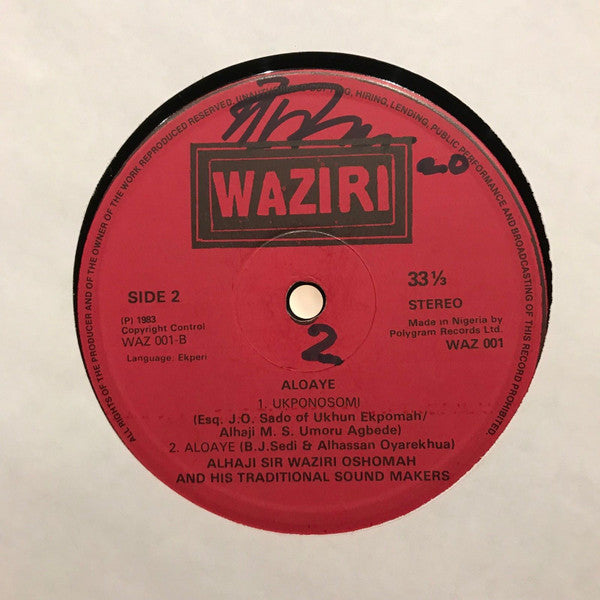 ALL RIGHTS OF THE PRODUCER AND OF THE OWNER OF THE WORK REPRODUCED RESERVED, UNAUTHORISED COPYING, HIRING, LENDING, PUBLIC PERFORMANCE AND BROADCASTING OF THIS RECORD PROHIBITED.
WAZIRI
SIDE 2
(P) 1983
Copyright Control
WAZ 001-B
Language: Ekperi
33⅓
STEREO
Made in Nigeria by
Polygram Records Ltd.
WAZ 001
2
ALOAYE
1. UKPONOSOMI
(Esq. J.O. Sado of Ukhun Ekpomah/
Alhaji M. S. Umoru Agbede)
2. ALOAYE (B.J.Sedi & Alhassan Oyarekhua)
ALHAJI SIR WAZIRI OSHOMAH
AND HIS TRADITIONAL SOUND MAKERS